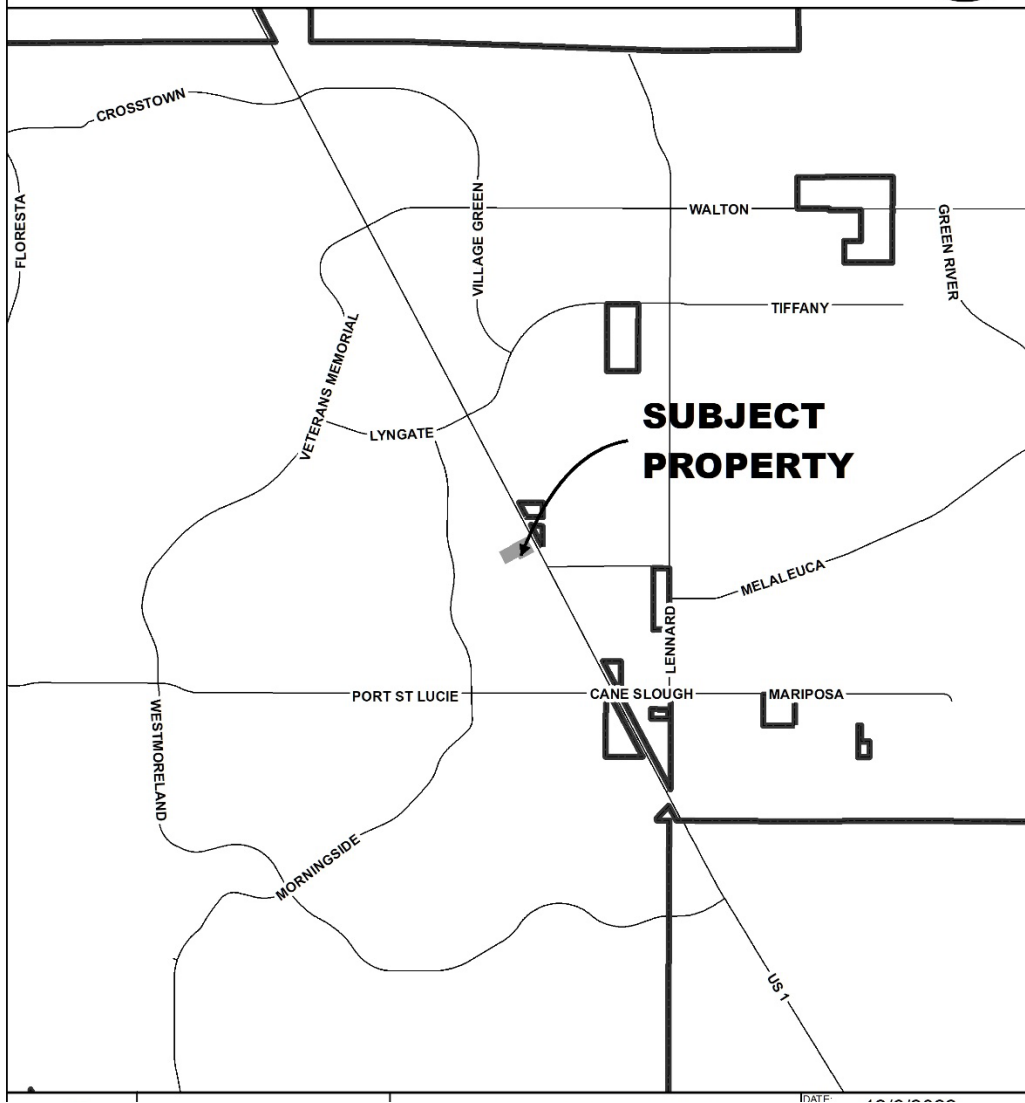 CROSSTOWN
FLORESTA
VILLAGE GREEN
WALTON
GREEN RIVER
TIFFANY
VETERANS MEMORIAL
LYNGATE
SUBJECT
PROPERTY
MELALEUCA
LENNARD
PORT ST LUCIE
CANE SLOUGH
MARIPOSA
WESTMORELAND
MORNINGSIDE
US 1
DATE: